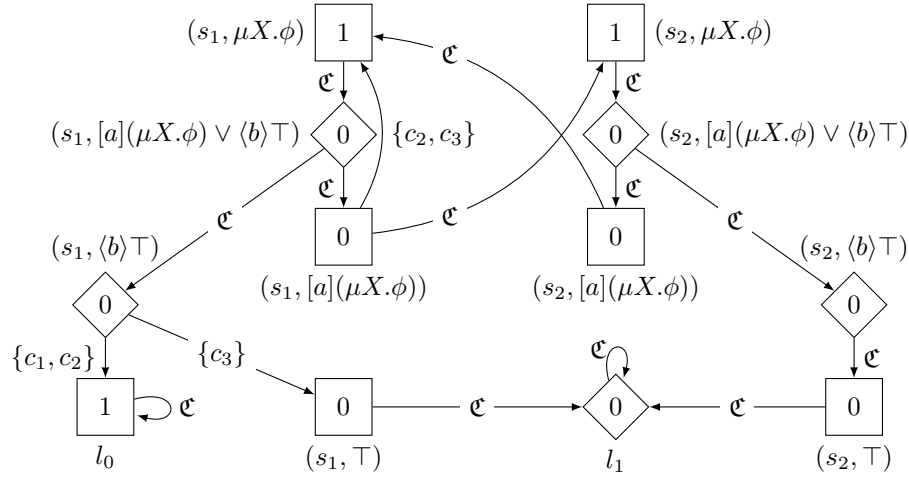 (s₁, μX.φ) 1 1 (s₂, μX.φ)
ℭ ℭ ℭ
(s₁, [a](μX.φ) ∨ ⟨b⟩⊤) 0 {c₂, c₃} 0 (s₂, [a](μX.φ) ∨ ⟨b⟩⊤)
ℭ ℭ
ℭ 0 ℭ 0 ℭ
(s₁, ⟨b⟩⊤) (s₂, ⟨b⟩⊤)
(s₁, [a](μX.φ)) (s₂, [a](μX.φ))
0 0
{c₁, c₂} {c₃} ℭ ℭ
1 ℭ 0 ℭ 0 ℭ 0
l₀ (s₁, ⊤) l₁ (s₂, ⊤)